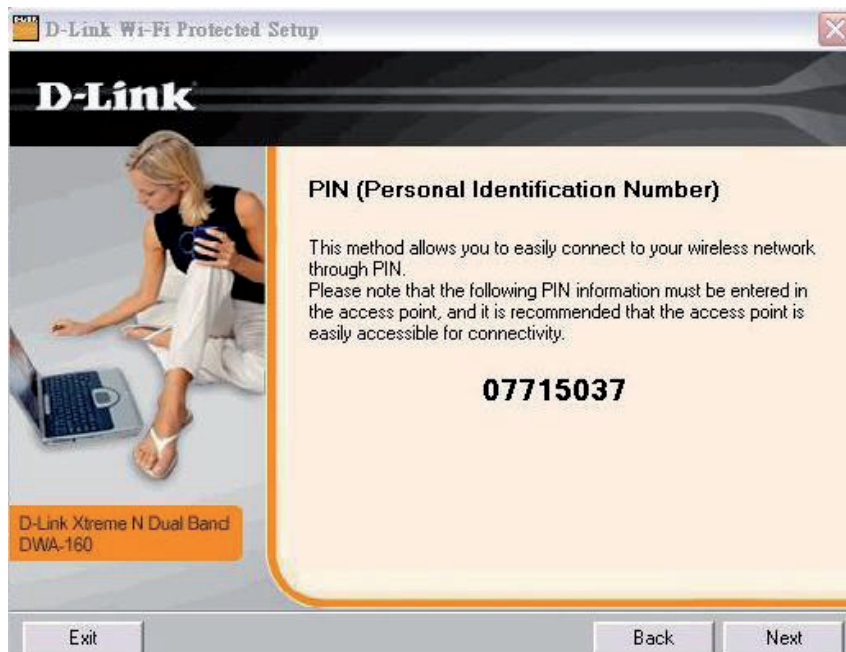 D-Link Wi-Fi Protected Setup
D-Link
PIN (Personal Identification Number)
This method allows you to easily connect to your wireless network
through PIN.
Please note that the following PIN information must be entered in
the access point, and it is recommended that the access point is
easily accessible for connectivity.
07715037
D-Link Xtreme N Dual Band
DWA-160
Exit
Back
Next